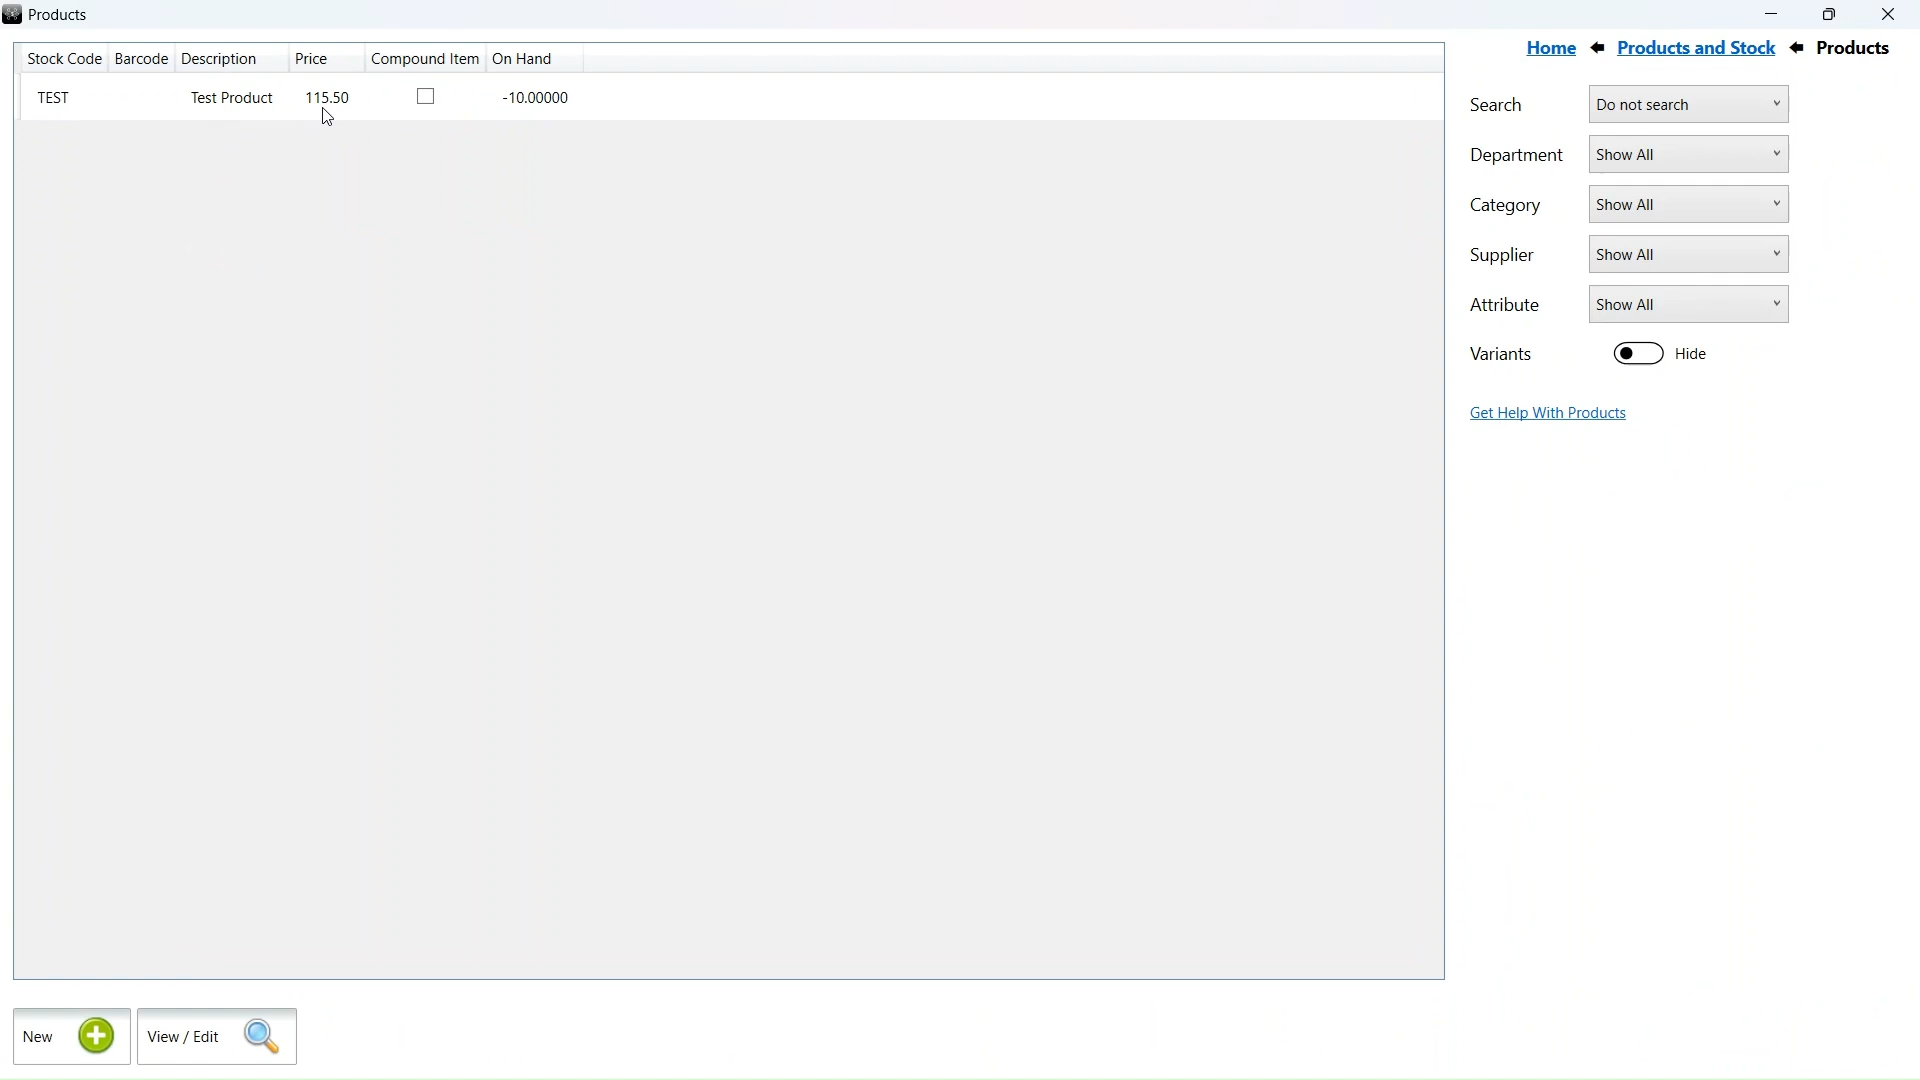 Products
Home Products and Stock Products
Stock Code Barcode Description Price Compound Item On Hand
TEST Test Product 115.50 -10.00000
Search Do not search
Department Show All
Category Show All
Supplier Show All
Attribute Show All
Variants Hide
Get Help With Products
New View / Edit